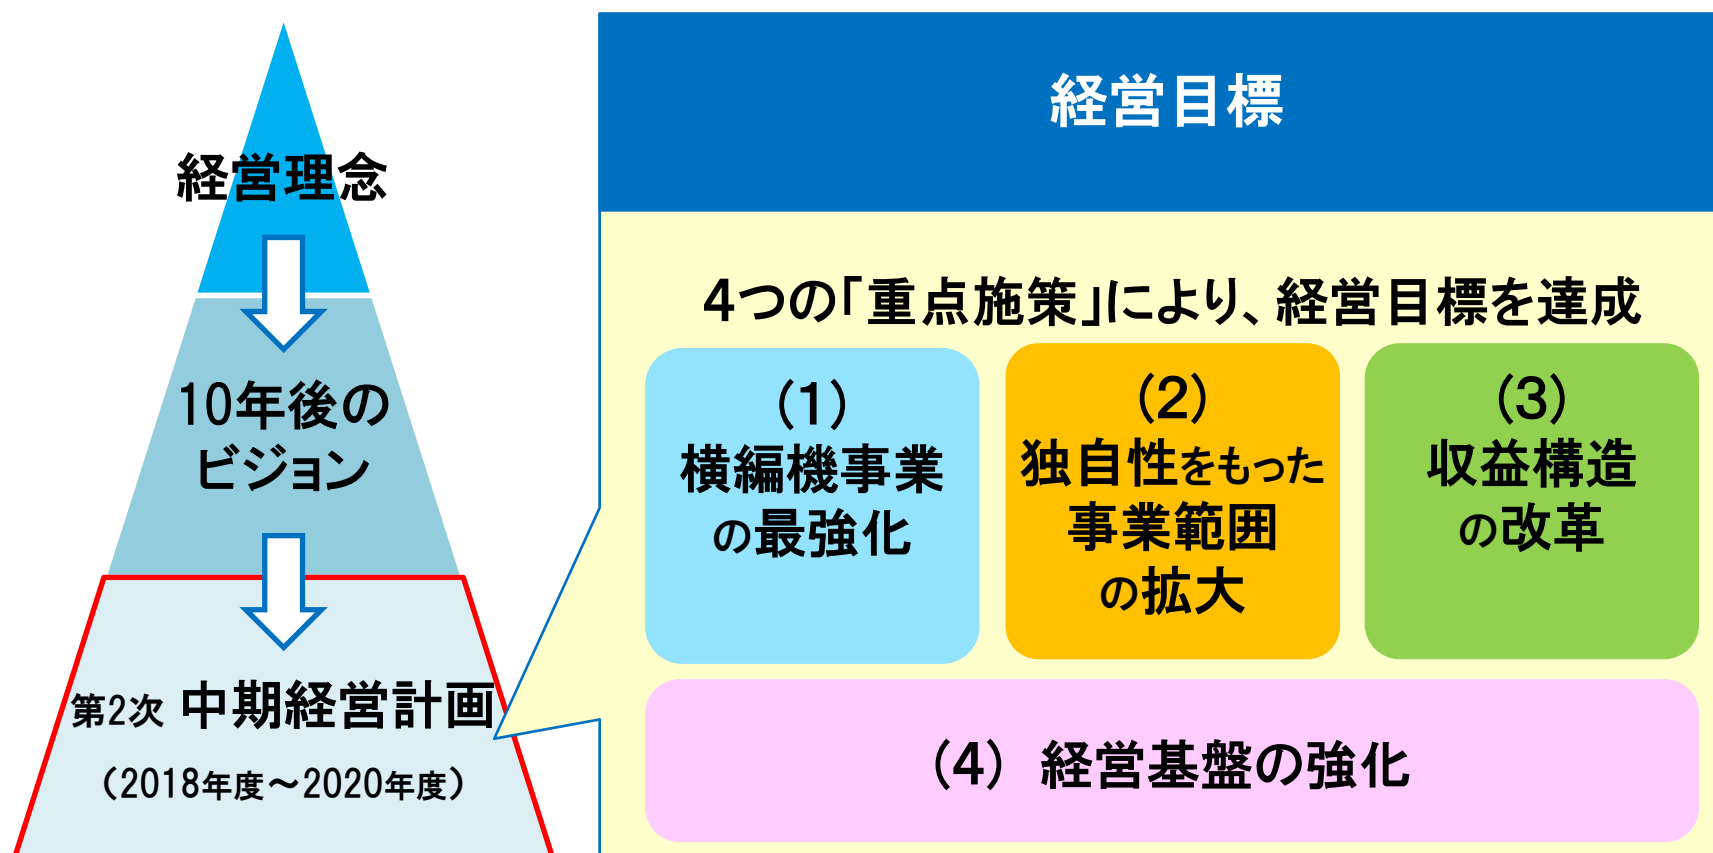 経営理念
10年後の
ビジョン
第2次 中期経営計画
（2018年度～2020年度）
経営目標
4つの「重点施策」により、経営目標を達成
(1)
横編機事業
の最強化
(2)
独自性をもった
事業範囲
の拡大
(3)
収益構造
の改革
(4) 経営基盤の強化